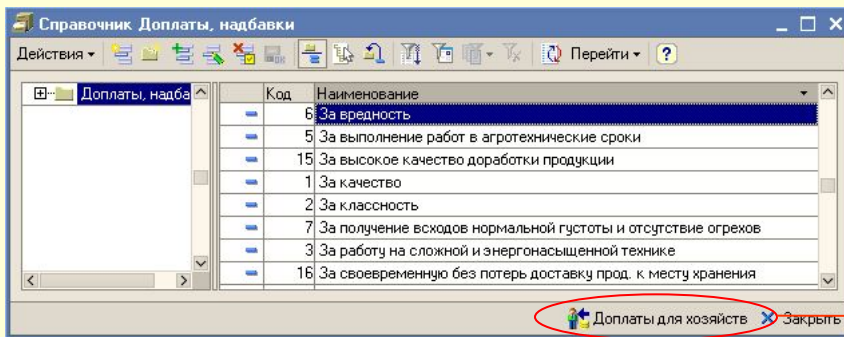 Справочник Доплаты, надбавки
Действия Перейти ?
Доплаты, надба
Код Наименование
6 За вредность
5 За выполнение работ в агротехнические сроки
15 За высокое качество доработки продукции
1 За качество
2 За классность
7 За получение всходов нормальной густоты и отсутствие огрехов
3 За работу на сложной и энергонасыщенной технике
16 За своевременную без потерь доставку прод. к месту хранения
Доплаты для хозяйств Закрыть